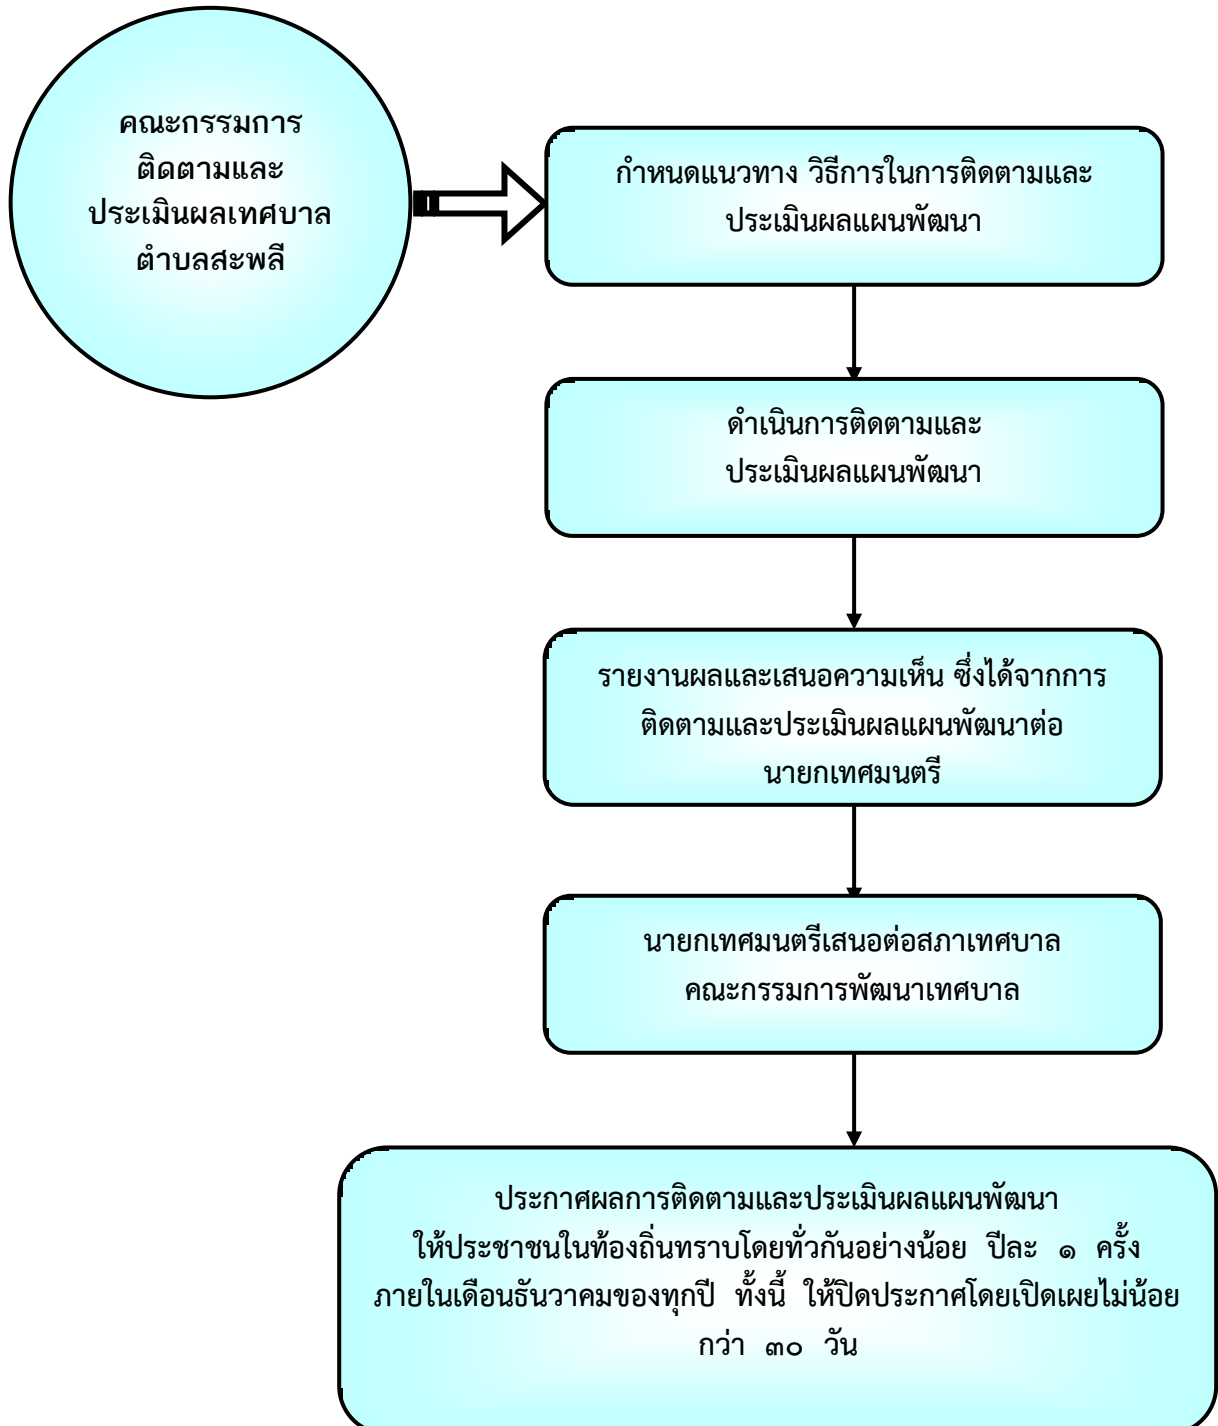 คณะกรรมการ
ติดตามและ
ประเมินผลเทศบาล
ตำบลสะพลี
กำหนดแนวทาง วิธีการในการติดตามและ
ประเมินผลแผนพัฒนา
ดำเนินการติดตามและ
ประเมินผลแผนพัฒนา
รายงานผลและเสนอความเห็น ซึ่งได้จากการ
ติดตามและประเมินผลแผนพัฒนาต่อ
นายกเทศมนตรี
นายกเทศมนตรีเสนอต่อสภาเทศบาล
คณะกรรมการพัฒนาเทศบาล
ประกาศผลการติดตามและประเมินผลแผนพัฒนา
ให้ประชาชนในท้องถิ่นทราบโดยทั่วกันอย่างน้อย ปีละ ๑ ครั้ง
ภายในเดือนธันวาคมของทุกปี ทั้งนี้ ให้ปิดประกาศโดยเปิดเผยไม่น้อย
กว่า ๓๐ วัน